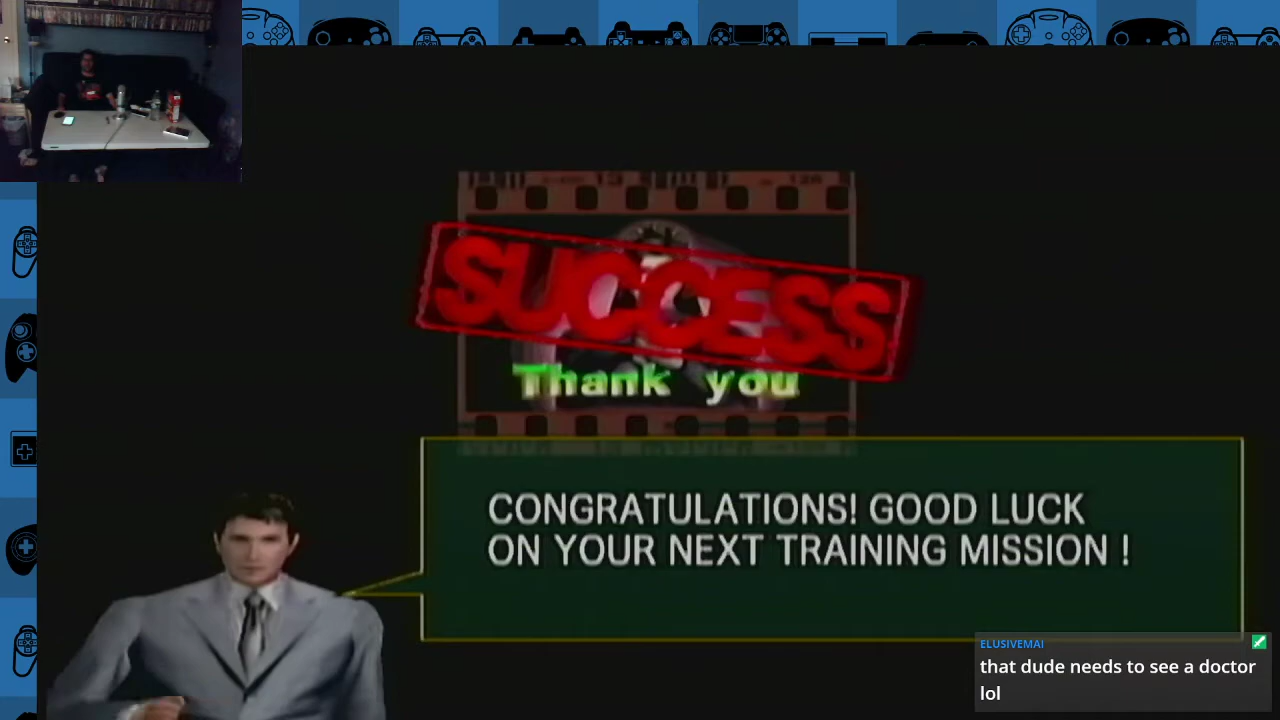 SUCCESS
Thank you
CONGRATULATIONS! GOOD LUCK
ON YOUR NEXT TRAINING MISSION !
ELUSIVEMAI
that dude needs to see a doctor
lol